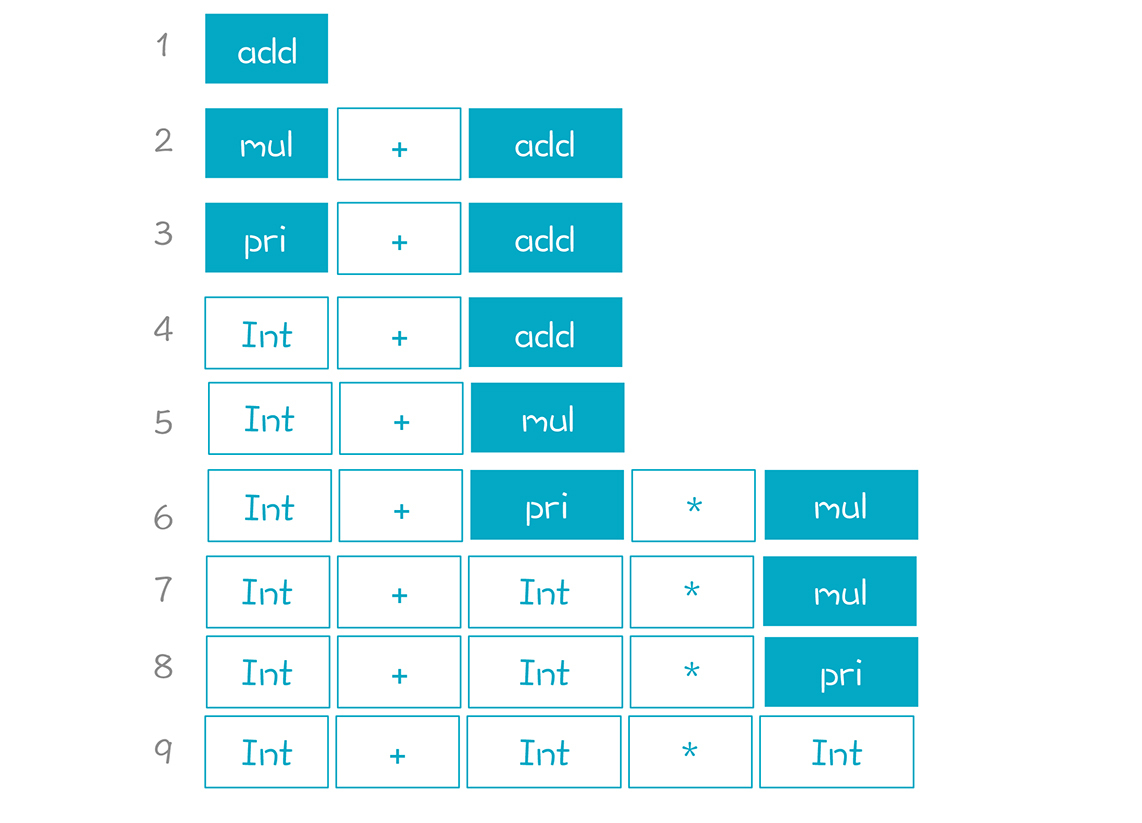 1 add
2 mul + add
3 pri + add
4 Int + add
5 Int + mul
6 Int + pri * mul
7 Int + Int * mul
8 Int + Int * pri
9 Int + Int * Int